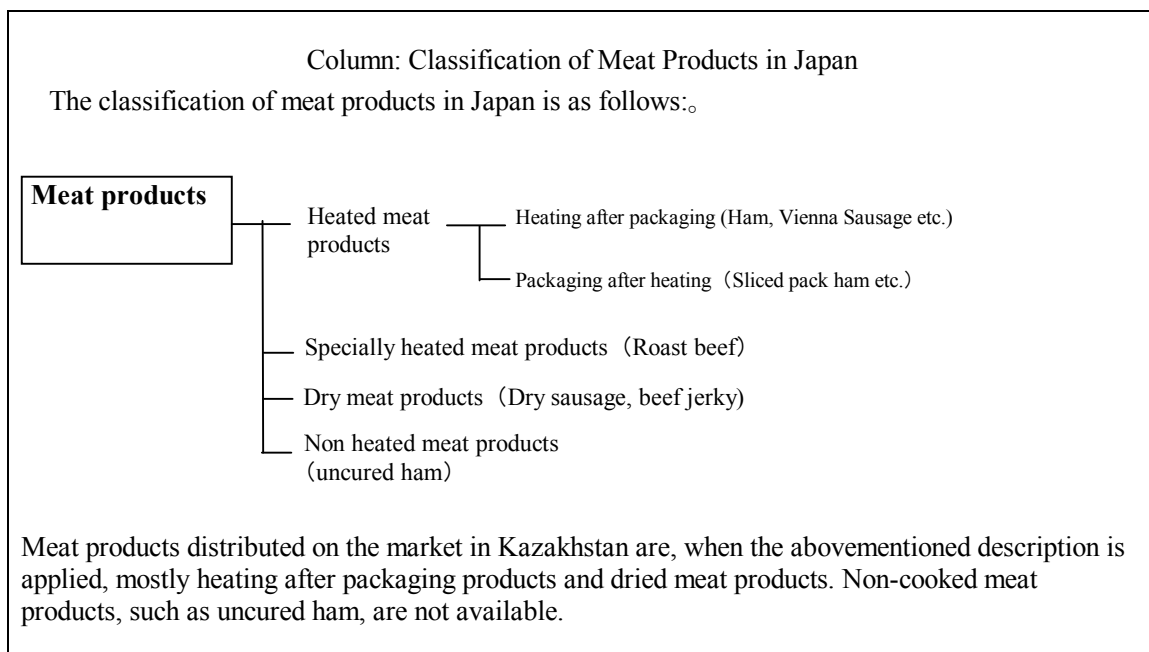 Column: Classification of Meat Products in Japan
The classification of meat products in Japan is as follows:。
Meat products
Heated meat
products
Heating after packaging (Ham, Vienna Sausage etc.)
Packaging after heating（Sliced pack ham etc.）
Specially heated meat products（Roast beef）
Dry meat products（Dry sausage, beef jerky)
Non heated meat products
（uncured ham）
Meat products distributed on the market in Kazakhstan are, when the abovementioned description is
applied, mostly heating after packaging products and dried meat products. Non-cooked meat
products, such as uncured ham, are not available.